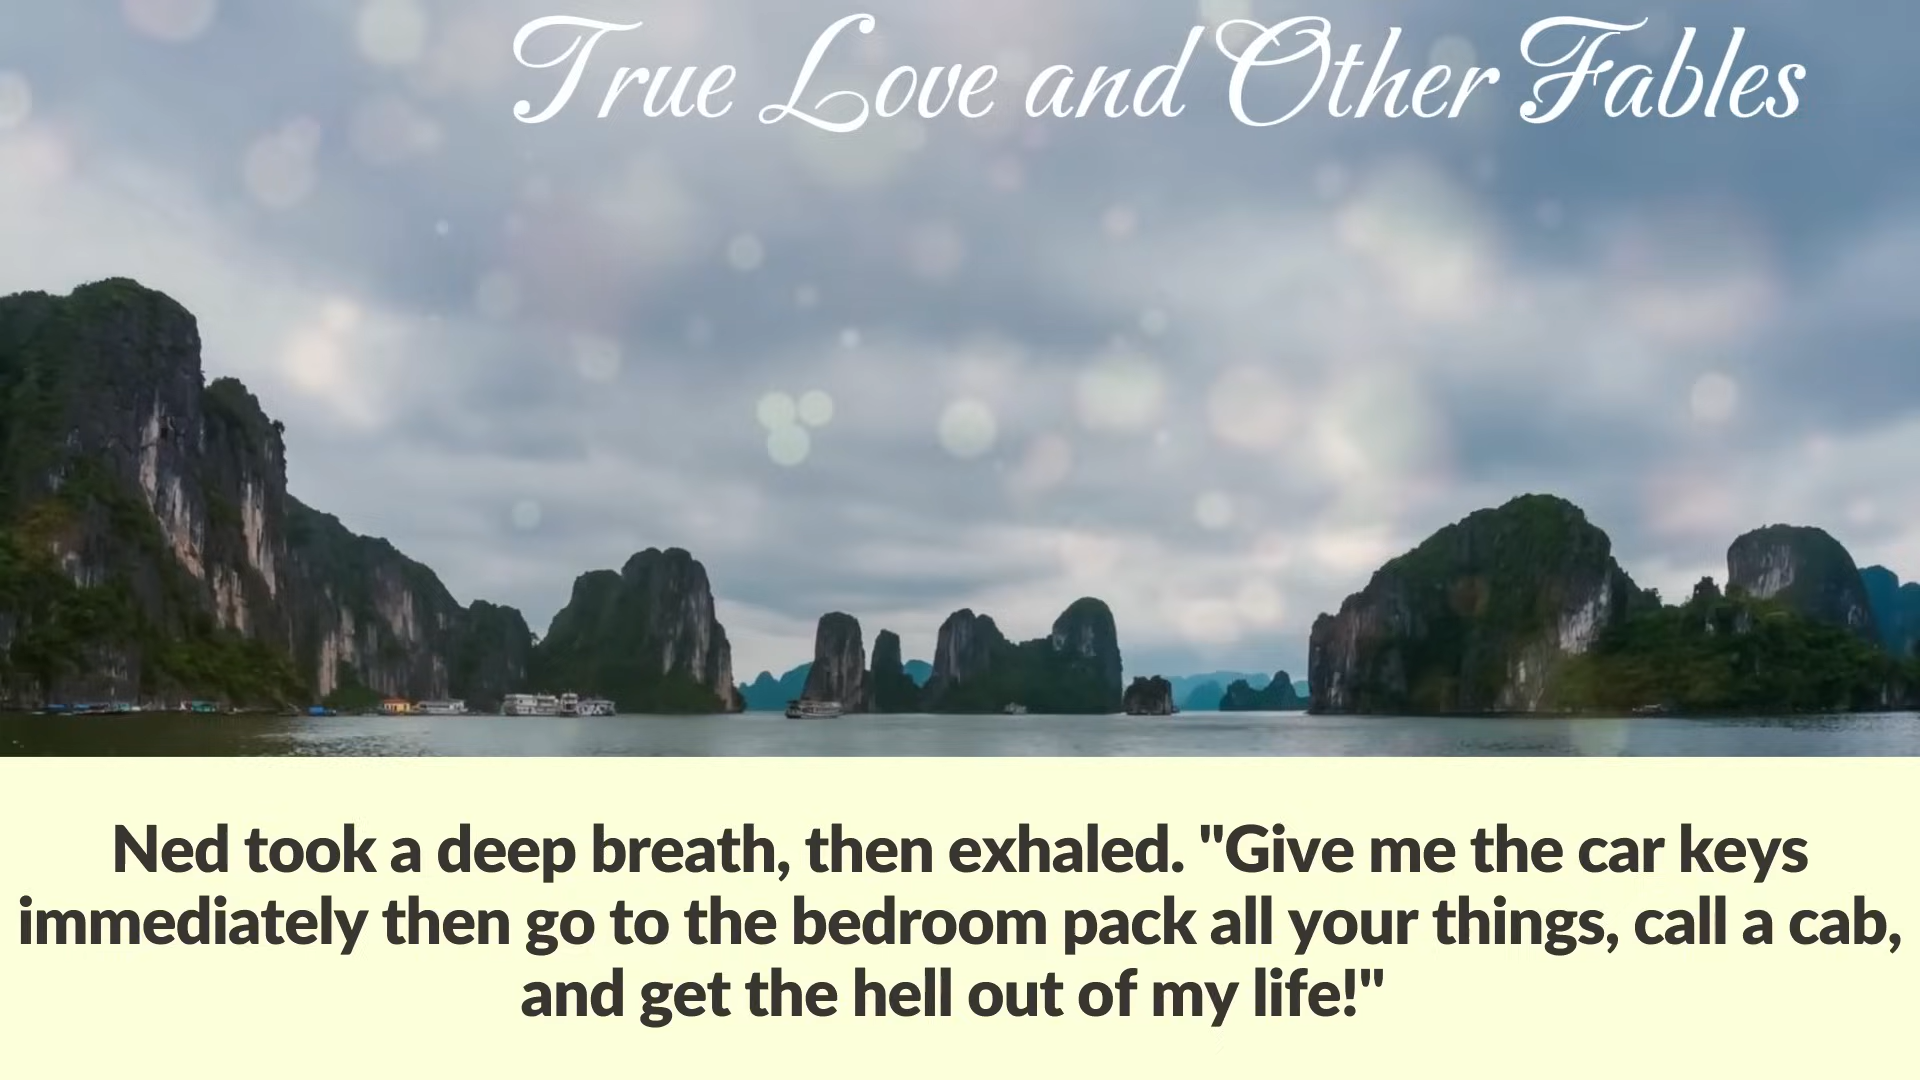 True Love and Other Fables
Ned took a deep breath, then exhaled. "Give me the car keys
immediately then go to the bedroom pack all your things, call a cab,
and get the hell out of my life!"